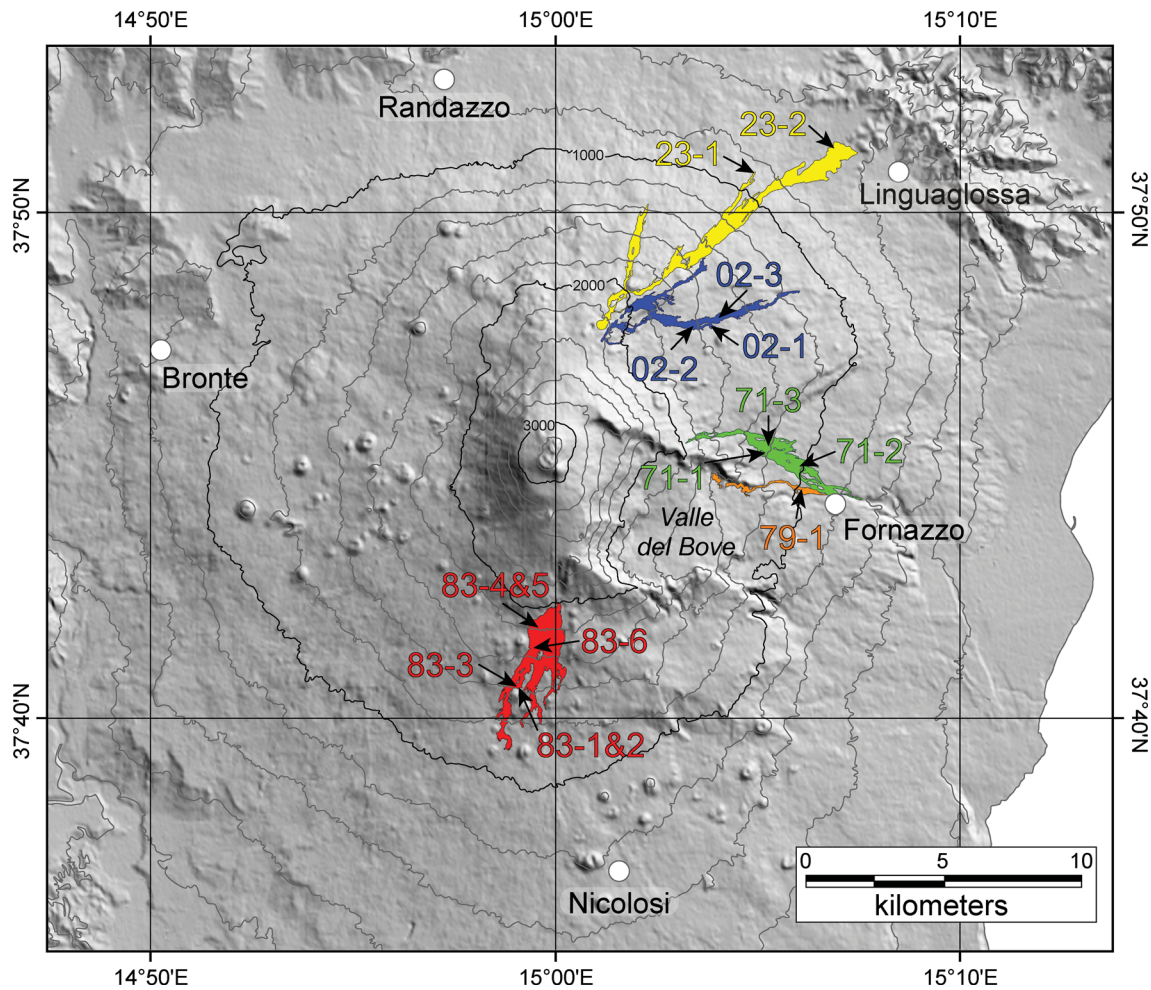 14°50'E
15°00'E
15°10'E
Randazzo
23-2
23-1
1000
Linguaglossa
37°50'N
37°50'N
2000
02-3
02-1
02-2
Bronte
71-3
3000
71-2
71-1
Valle
del Bove
Fornazzo
79-1
83-4&5
83-6
83-3
37°40'N
37°40'N
83-1&2
0 5 10
kilometers
Nicolosi
14°50'E
15°00'E
15°10'E